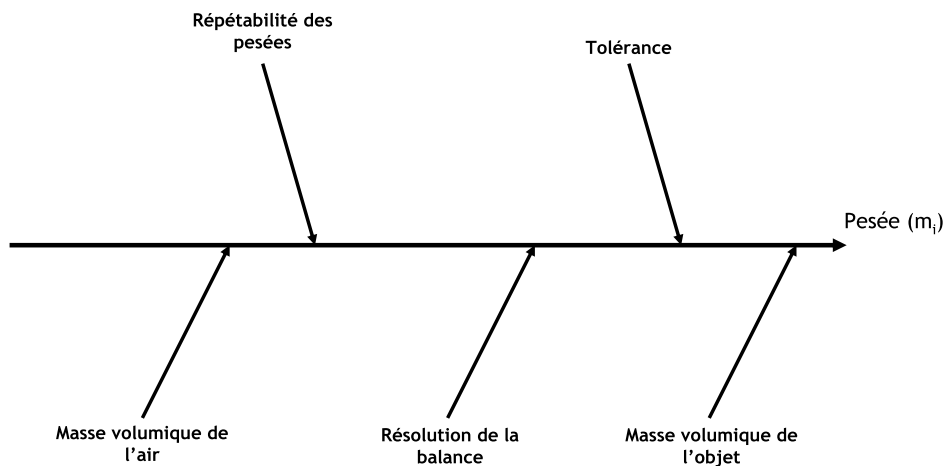 Répétabilité des
pesées
Tolérance
Pesée (mi)
Masse volumique de
l’air
Résolution de la
balance
Masse volumique de
l’objet